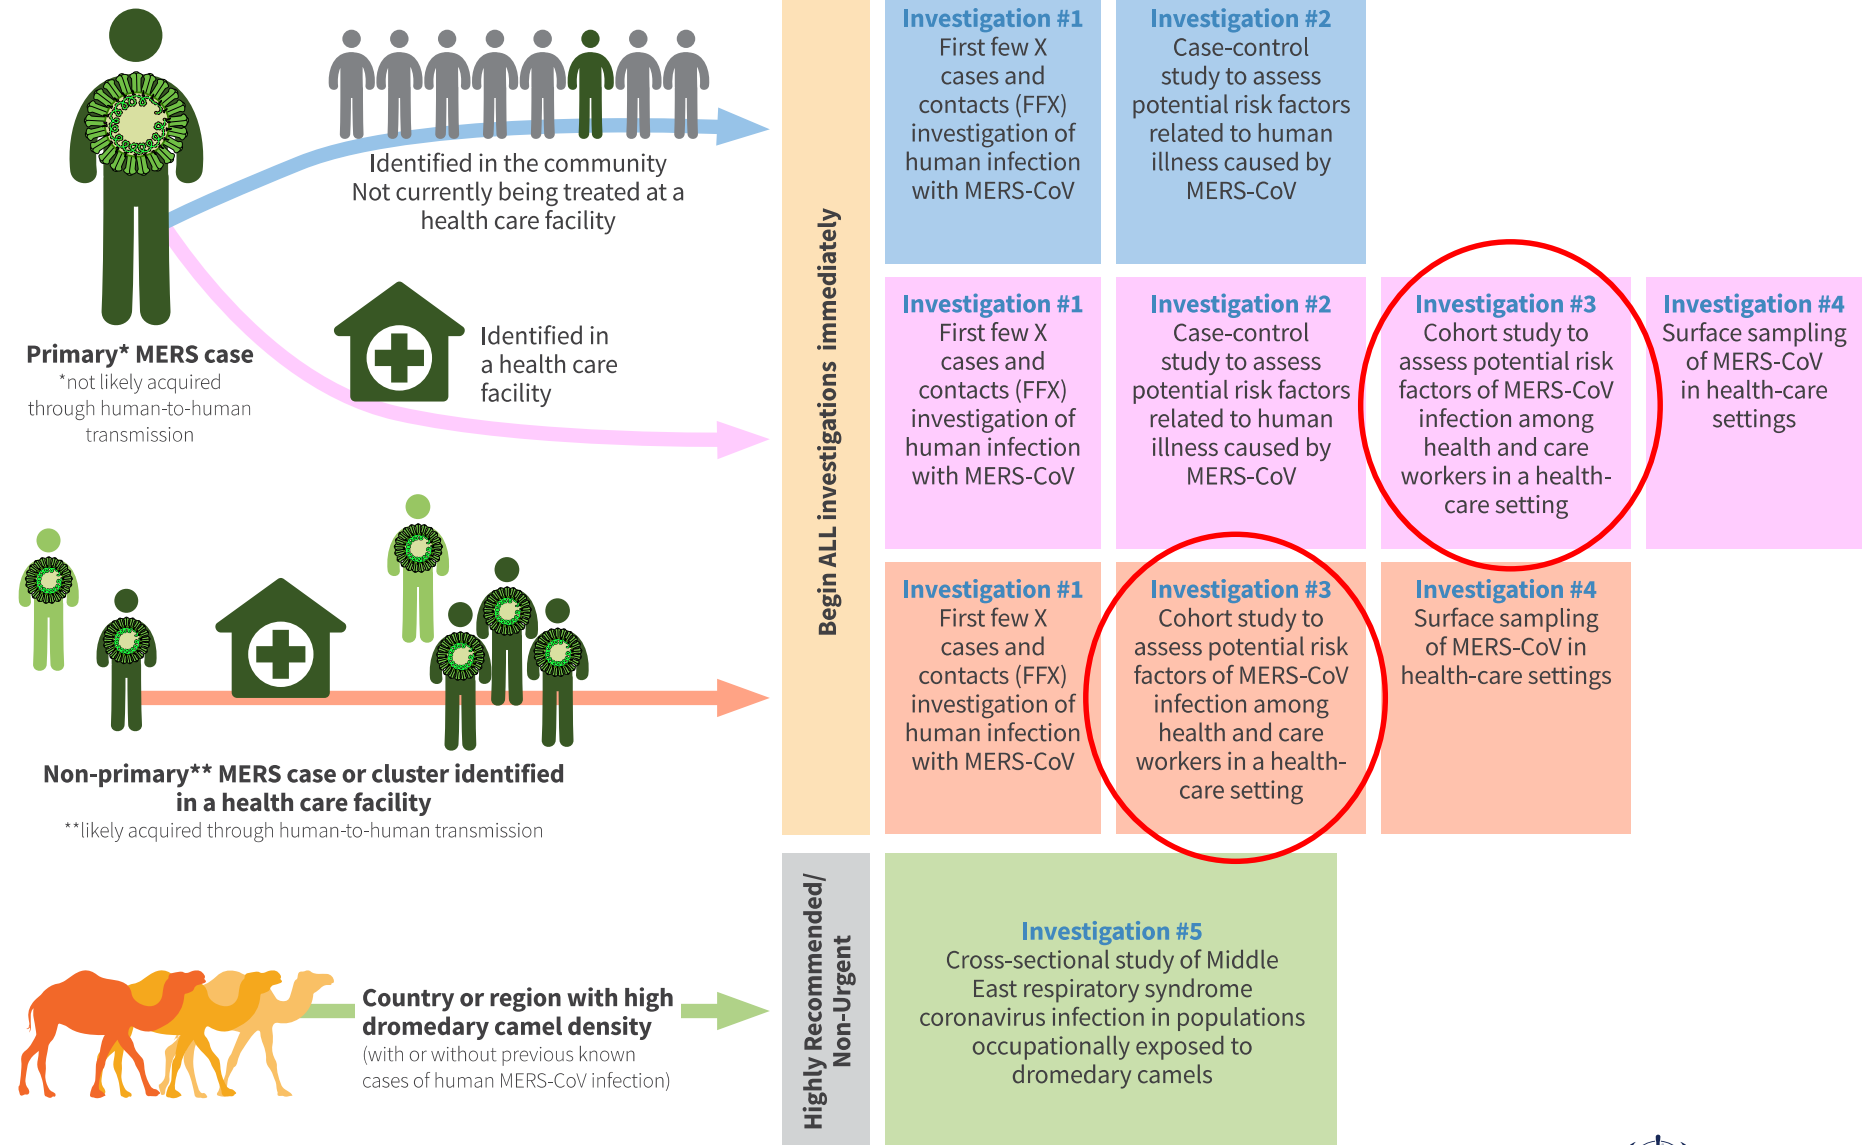 Primary* MERS case
*not likely acquired
through human-to-human
transmission
Identified in the community
Not currently being treated at a
health care facility
Identified in
a health care
facility
Non-primary** MERS case or cluster identified
in a health care facility
**likely acquired through human-to-human transmission
Country or region with high
dromedary camel density
(with or without previous known
cases of human MERS-CoV infection)
Begin ALL investigations immediately
Investigation #1
First few X
cases and
contacts (FFX)
investigation of
human infection
with MERS-CoV
Investigation #2
Case-control
study to assess
potential risk factors
related to human
illness caused by
MERS-CoV
Investigation #1
First few X
cases and
contacts (FFX)
investigation of
human infection
with MERS-CoV
Investigation #2
Case-control
study to assess
potential risk factors
related to human
illness caused by
MERS-CoV
Investigation #3
Cohort study to
assess potential risk
factors of MERS-CoV
infection among
health and care
workers in a health-
care setting
Investigation #4
Surface sampling
of MERS-CoV
in health-care
settings
Investigation #1
First few X
cases and
contacts (FFX)
investigation of
human infection
with MERS-CoV
Investigation #3
Cohort study to
assess potential risk
factors of MERS-CoV
infection among
health and care
workers in a health-
care setting
Investigation #4
Surface sampling
of MERS-CoV in
health-care settings
Highly Recommended/
Non-Urgent
Investigation #5
Cross-sectional study of Middle
East respiratory syndrome
coronavirus infection in populations
occupationally exposed to
dromedary camels